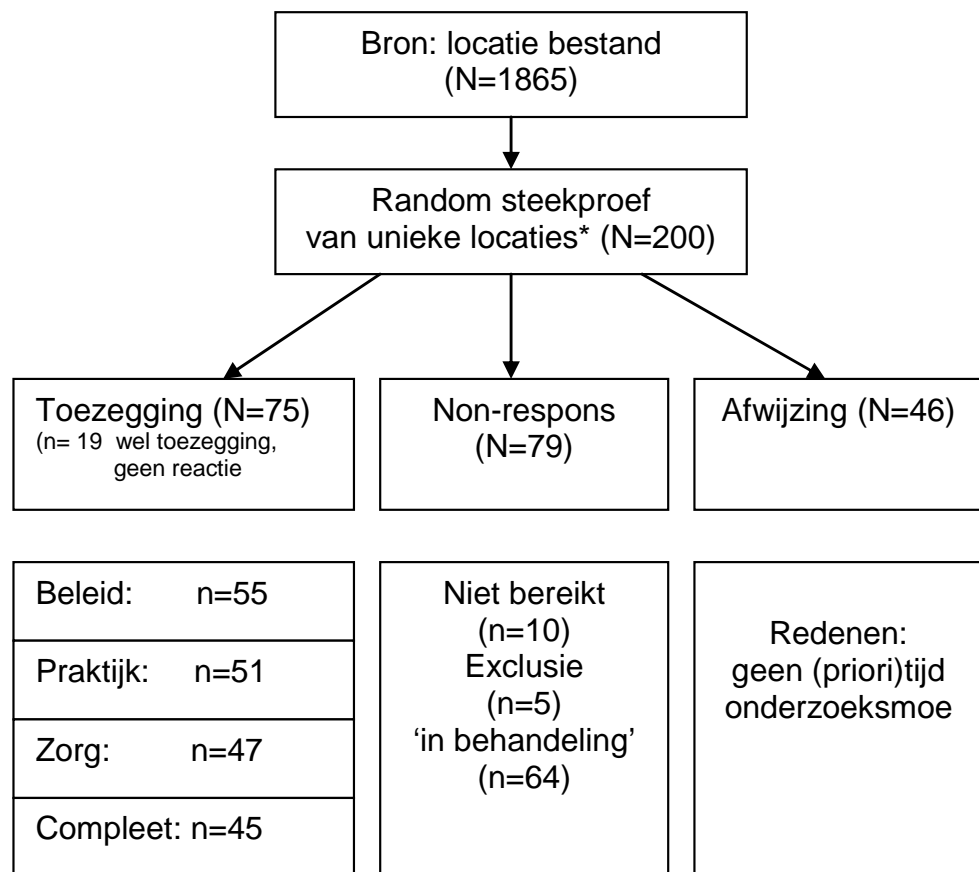 Bron: locatie bestand
(N=1865)
Random steekproef
van unieke locaties* (N=200)
Toezegging (N=75)
(n= 19 wel toezegging,
geen reactie
Non-respons
(N=79)
Afwijzing (N=46)
Beleid: n=55
Praktijk: n=51
Zorg: n=47
Compleet: n=45
Niet bereikt
(n=10)
Exclusie
(n=5)
‘in behandeling’
(n=64)
Redenen:
geen (priori)tijd
onderzoeksmoe